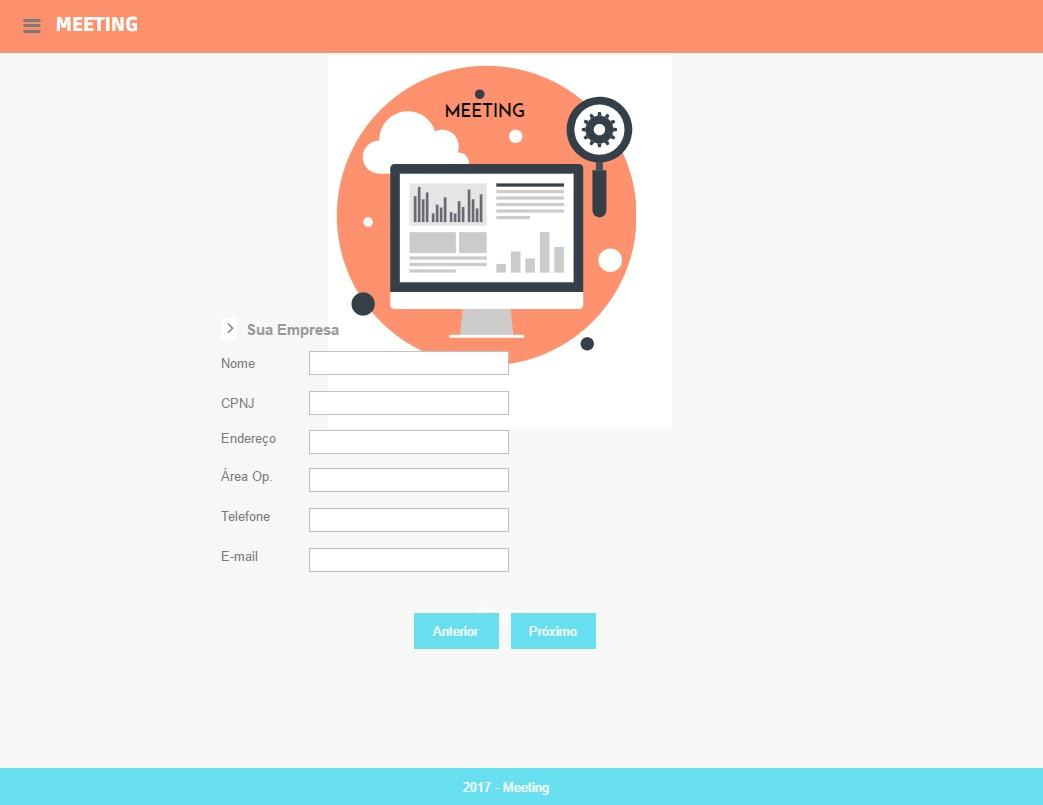 MEETING
MEETING
Sua Empresa
Nome
CPNJ
Endereço
Área Op.
Telefone
E-mail
Anterior
Próximo
2017 - Meeting